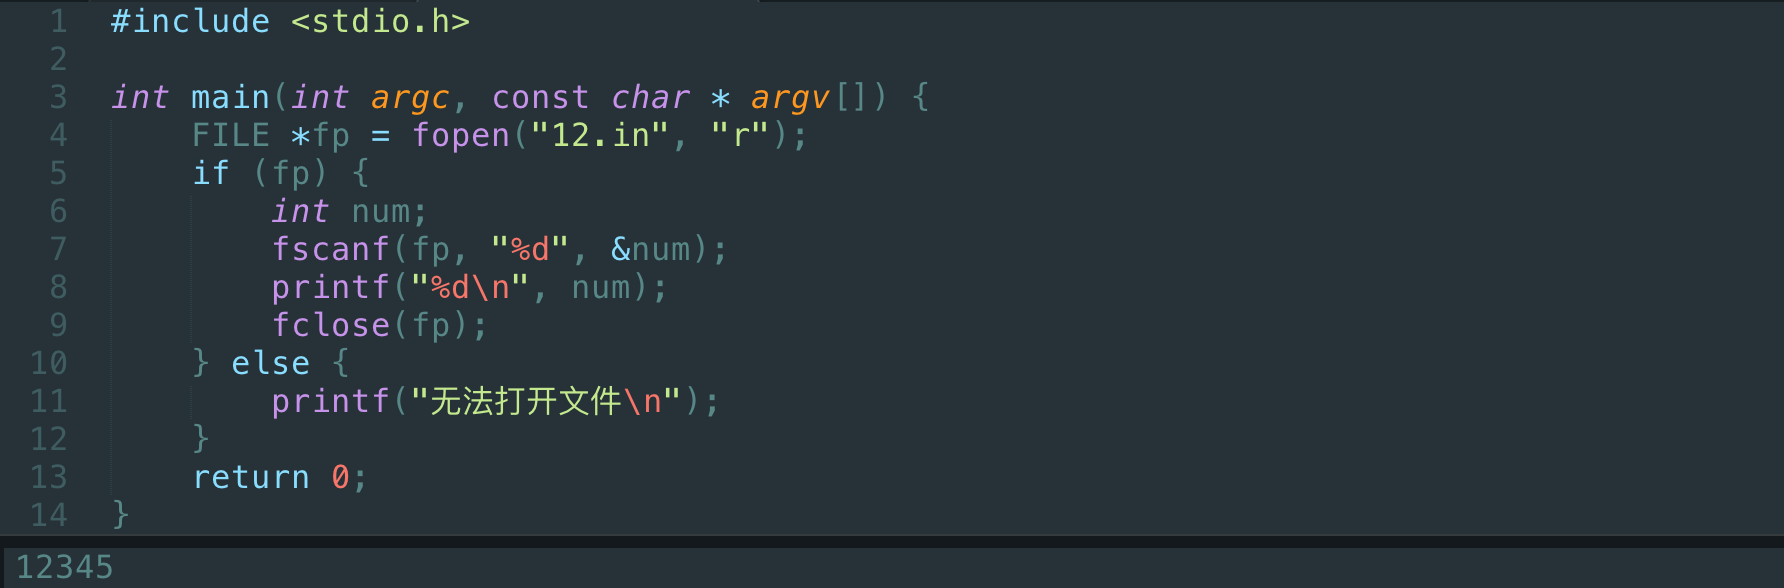 1 #include <stdio.h>
2
3 int main(int argc, const char * argv[]) {
4     FILE *fp = fopen("12.in", "r");
5     if (fp) {
6         int num;
7         fscanf(fp, "%d", &num);
8         printf("%d\n", num);
9         fclose(fp);
10     } else {
11         printf("无法打开文件\n");
12     }
13     return 0;
14 }
12345